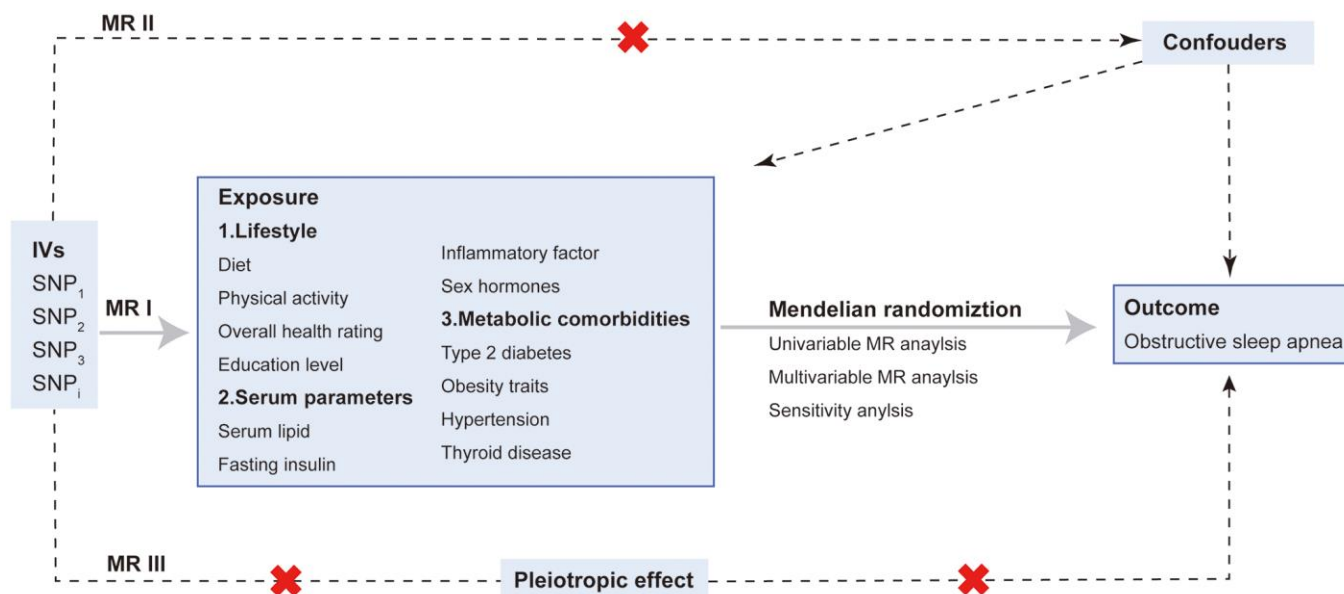 MR II
Confouders
Exposure
1.Lifestyle
Diet
Physical activity
Overall health rating
Education level
2.Serum parameters
Serum lipid
Fasting insulin
Inflammatory factor
Sex hormones
3.Metabolic comorbidities
Type 2 diabetes
Obesity traits
Hypertension
Thyroid disease
IVs
SNP1
SNP2
SNP3
SNPi
MR I
Mendelian randomiztion
Univariable MR anaylsis
Multivariable MR anaylsis
Sensitivity anylsis
Outcome
Obstructive sleep apnea
MR III
Pleiotropic effect